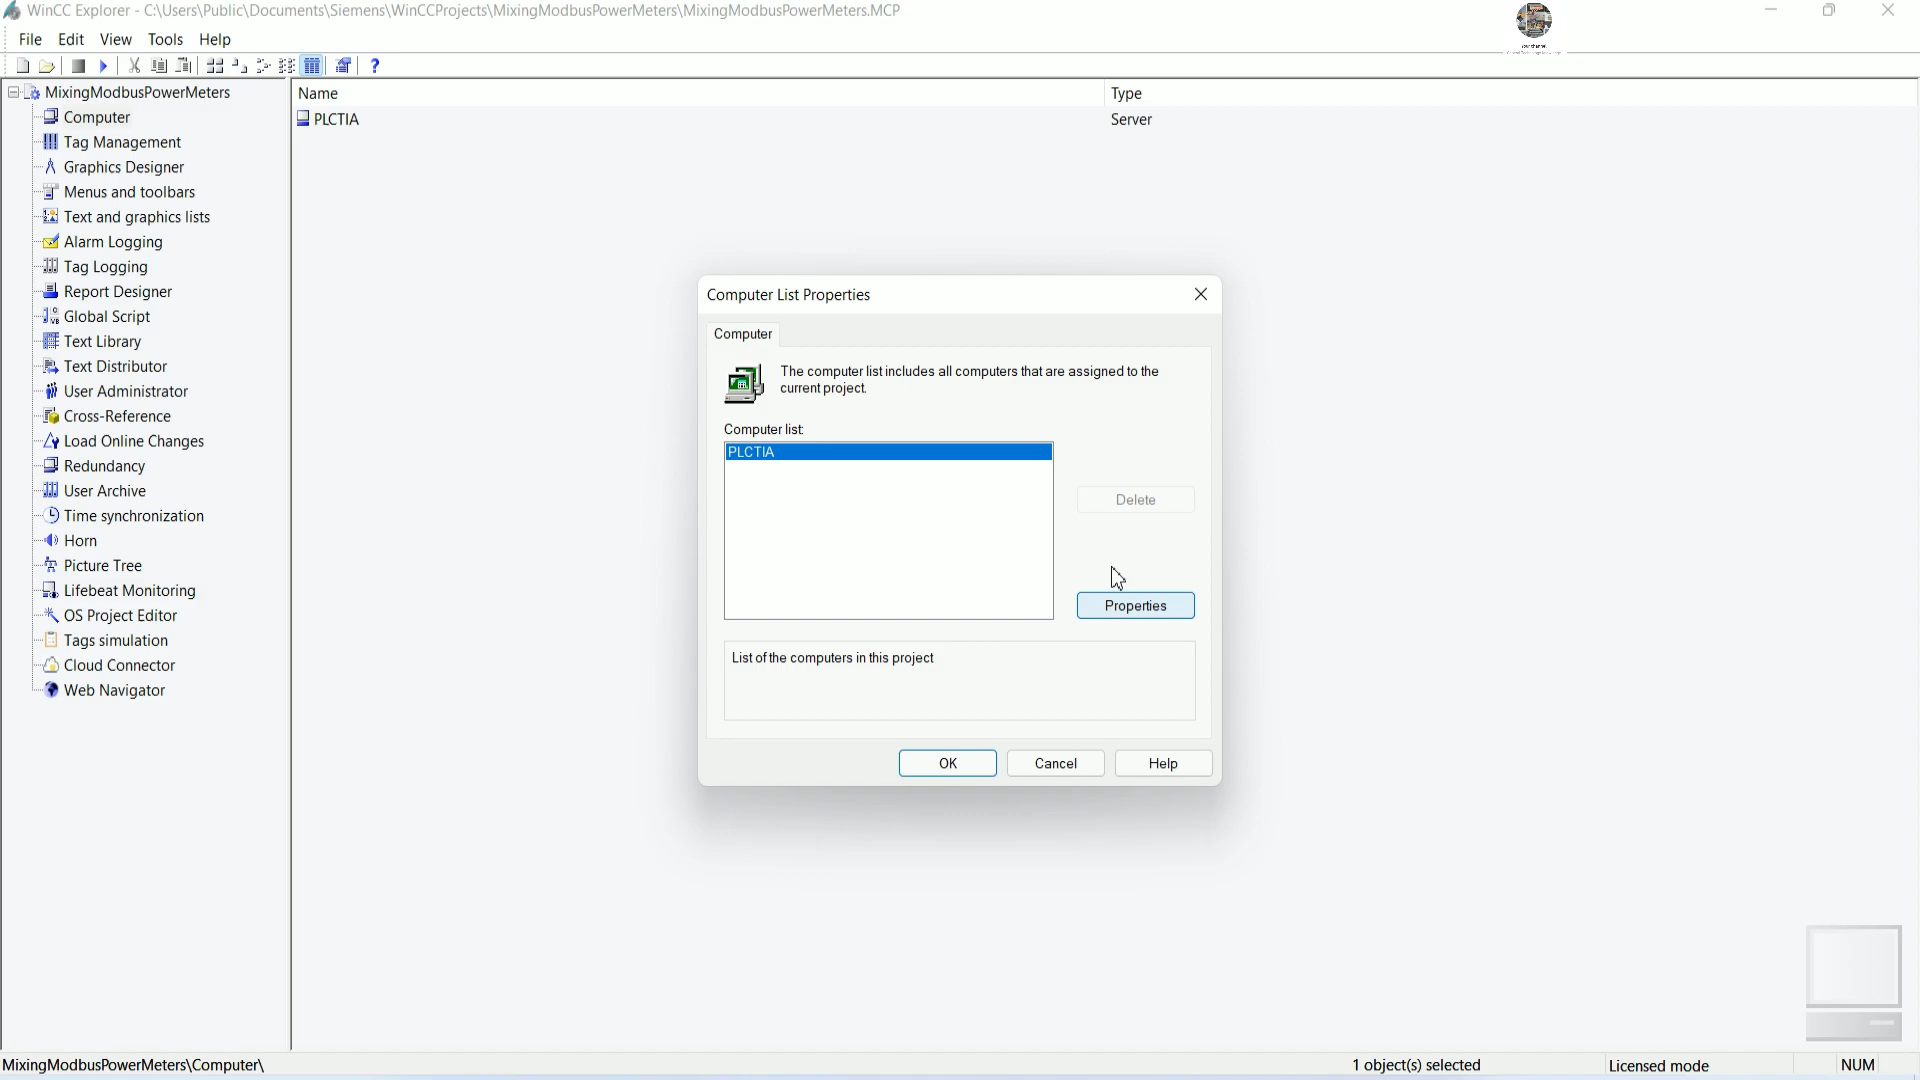 WinCC Explorer - C:\Users\Public\Documents\Siemens\WinCCProjects\MixingModbusPowerMeters\MixingModbusPowerMeters.MCP
File Edit View Tools Help
MixingModbusPowerMeters
Computer
Tag Management
Graphics Designer
Menus and toolbars
Text and graphics lists
Alarm Logging
Tag Logging
Report Designer
Global Script
Text Library
Text Distributor
User Administrator
Cross-Reference
Load Online Changes
Redundancy
User Archive
Time synchronization
Horn
Picture Tree
Lifebeat Monitoring
OS Project Editor
Tags simulation
Cloud Connector
Web Navigator
Name Type
PLCTIA Server
Computer List Properties
Computer
The computer list includes all computers that are assigned to the
current project.
Computer list:
PLCTIA
Delete
Properties
List of the computers in this project
OK Cancel Help
MixingModbusPowerMeters\Computer\ 1 object(s) selected Licensed mode NUM